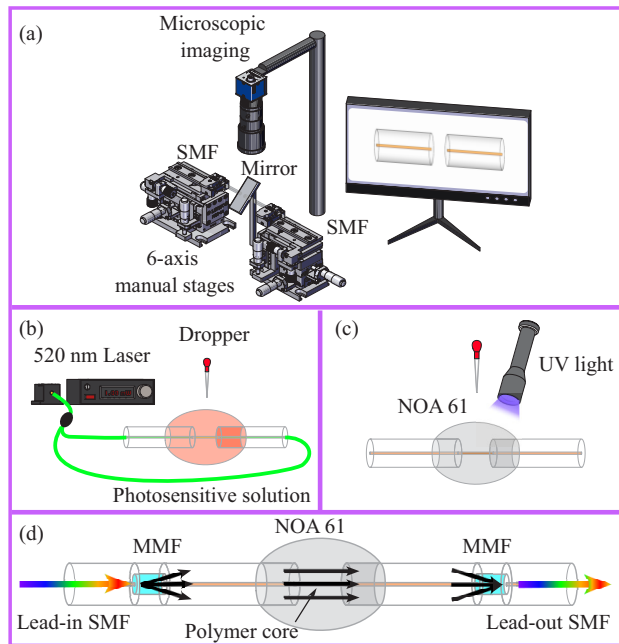 (a)
Microscopic
imaging
SMF
Mirror
SMF
6-axis
manual stages
(b)
Dropper
520 nm Laser
Photosensitive solution
(c)
UV light
NOA 61
(d)
NOA 61
MMF
MMF
Lead-in SMF
Polymer core
Lead-out SMF